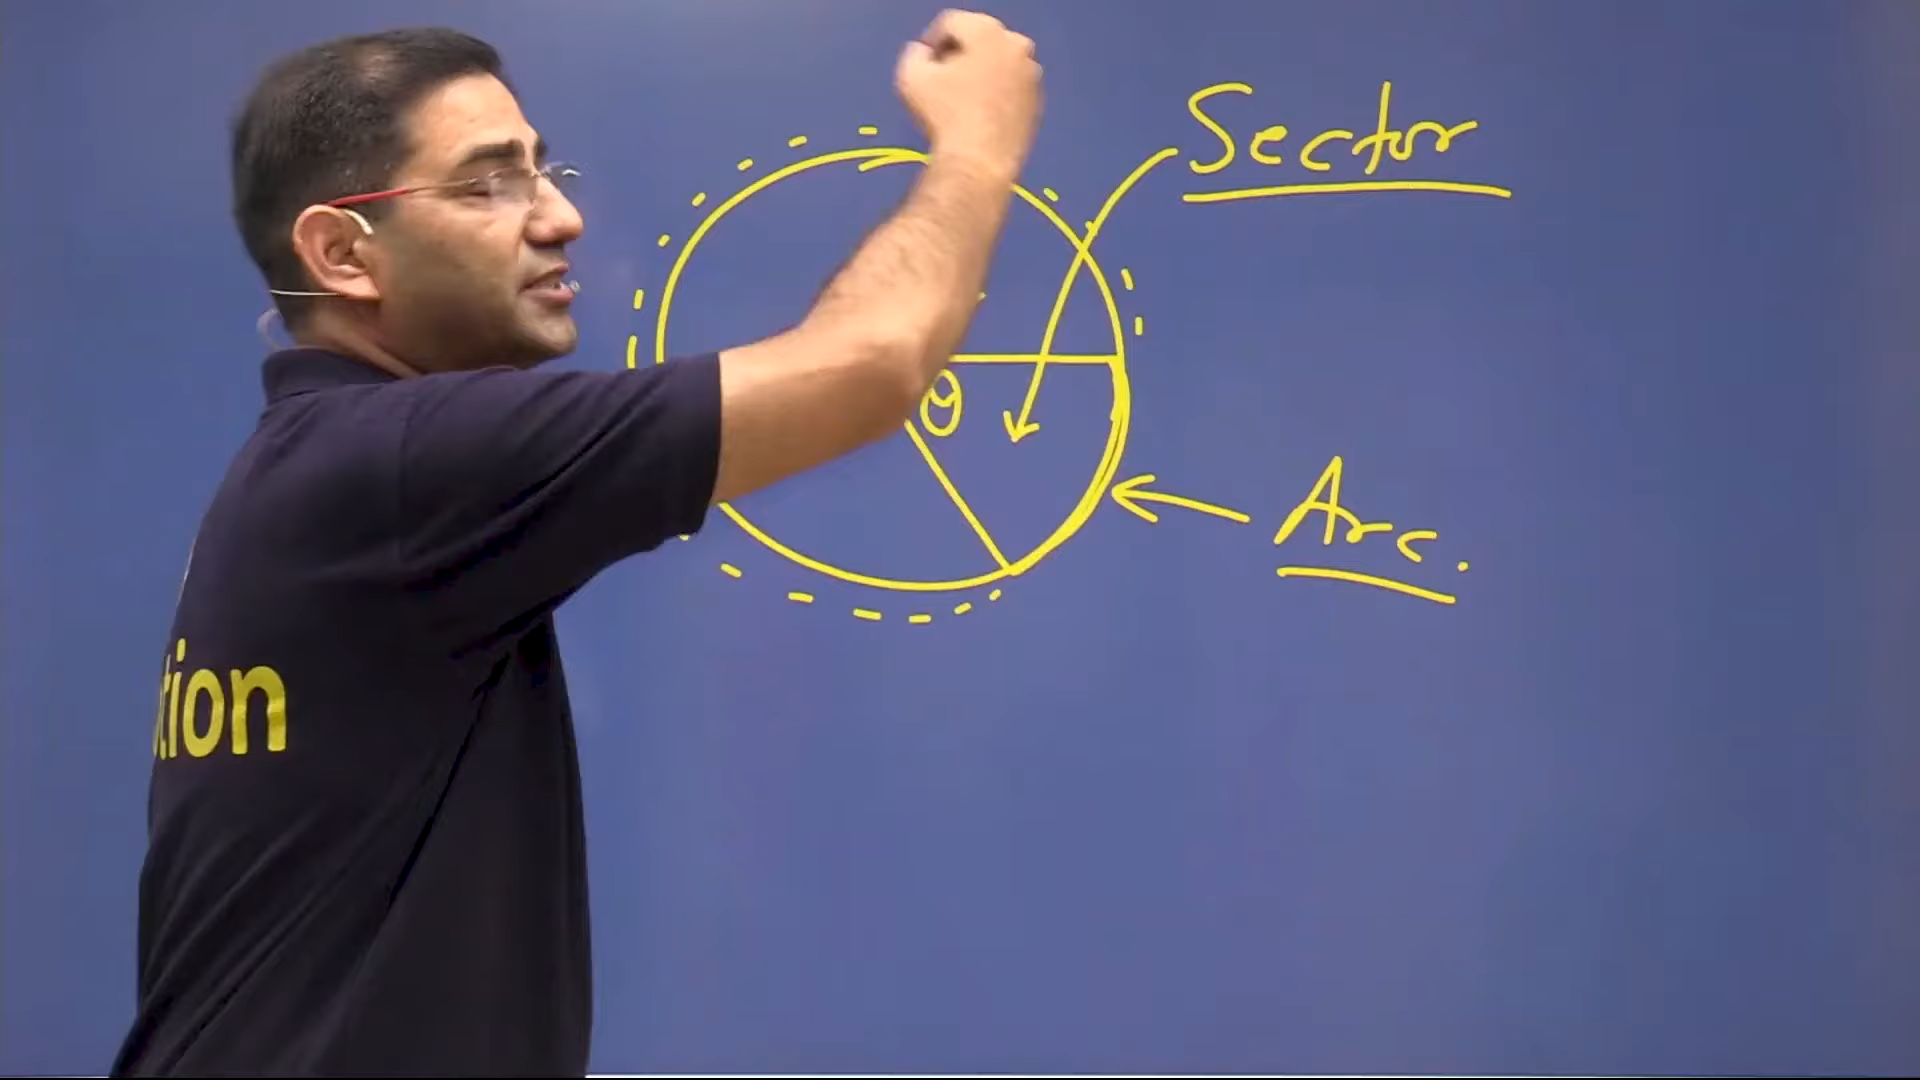 Sector
θ
Arc.
tion